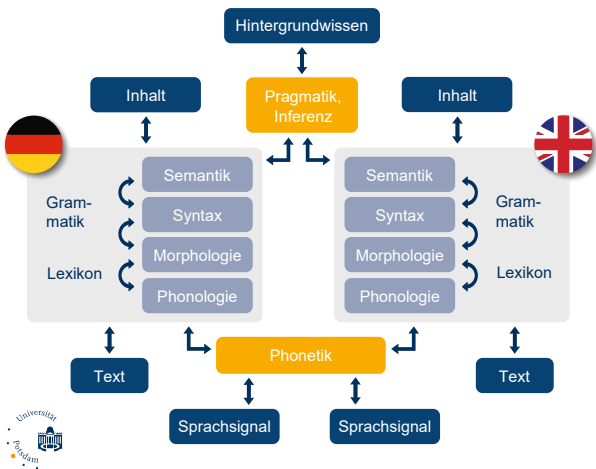 Hintergrundwissen
Inhalt
Pragmatik,
Inferenz
Inhalt
Semantik
Syntax
Morphologie
Phonologie
Gram-
matik
Lexikon
Semantik
Syntax
Morphologie
Phonologie
Gram-
matik
Lexikon
Text
Phonetik
Text
Sprachsignal
Sprachsignal
Universität
Potsdam